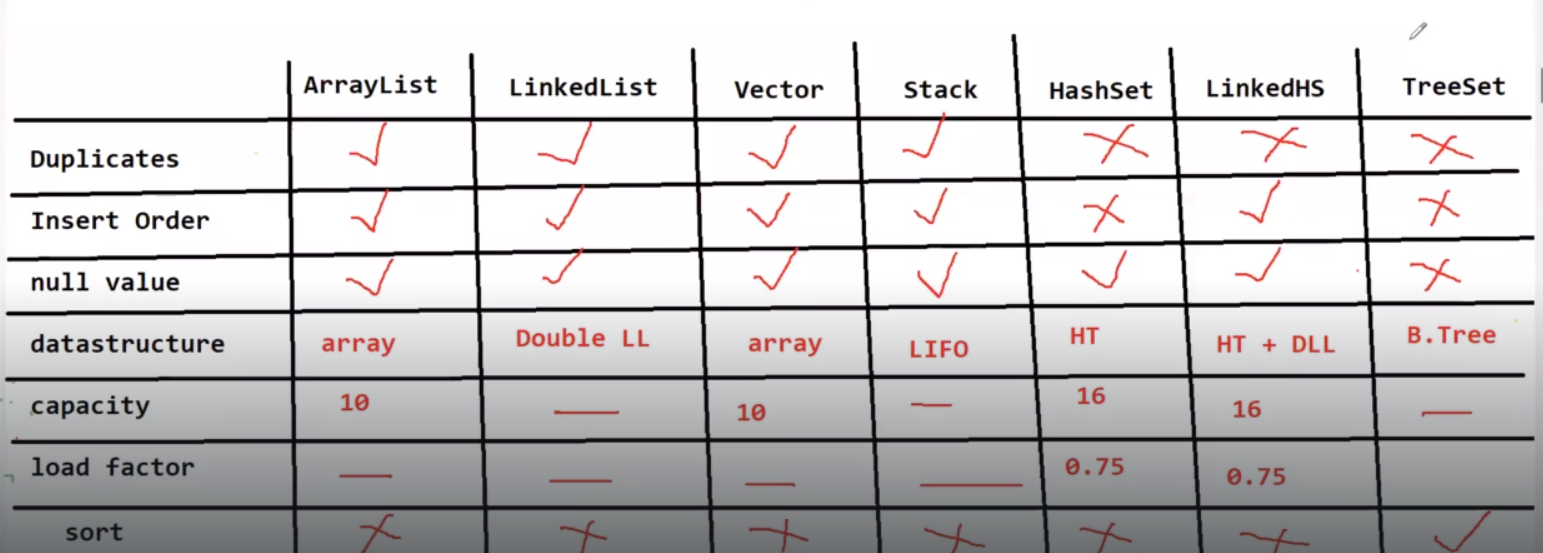 ArrayList LinkedList Vector Stack HashSet LinkedHS TreeSet
Duplicates
Insert Order
null value
datastructure array Double LL array LIFO HT HT + DLL B.Tree
capacity 10 10 16 16
load factor 0.75 0.75
sort